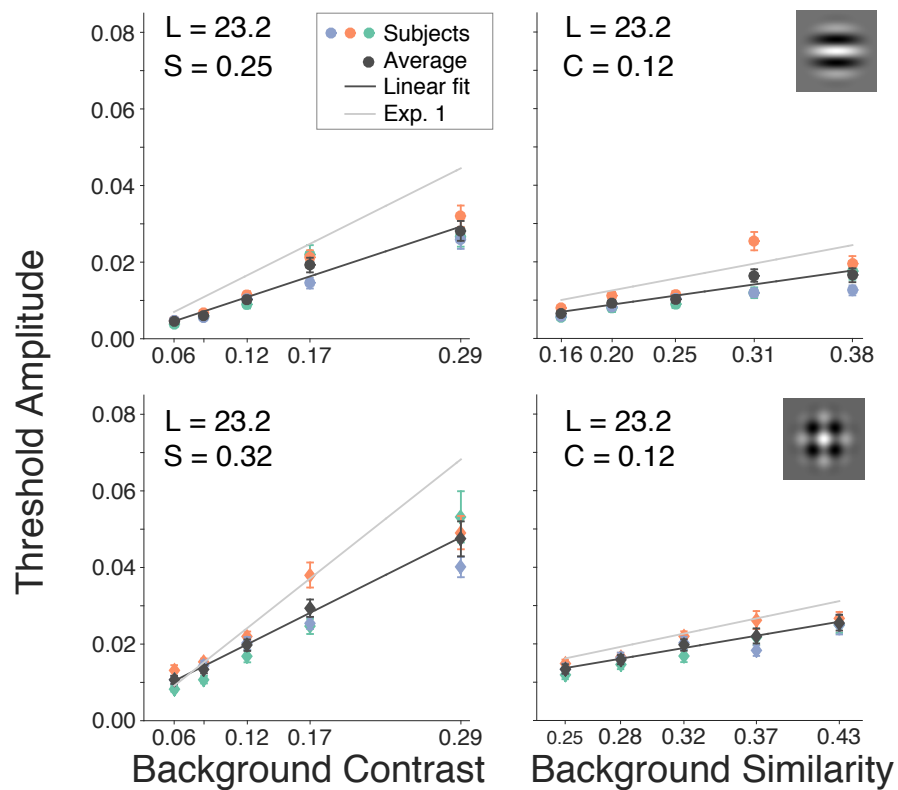 Threshold Amplitude
L = 23.2
S = 0.25
Subjects
Average
Linear fit
Exp. 1
0.08
0.06
0.04
0.02
0.00
0.06 0.12 0.17 0.29
L = 23.2
C = 0.12
0.16 0.20 0.25 0.31 0.38
L = 23.2
S = 0.32
0.08
0.06
0.04
0.02
0.00
0.06 0.12 0.17 0.29
Background Contrast
L = 23.2
C = 0.12
0.25 0.28 0.32 0.37 0.43
Background Similarity